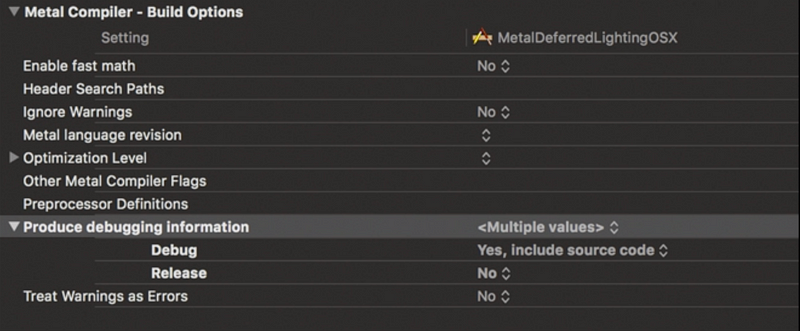 Metal Compiler - Build Options
Setting MetalDeferredLightingOSX
Enable fast math No
Header Search Paths
Ignore Warnings No
Metal language revision
Optimization Level
Other Metal Compiler Flags
Preprocessor Definitions
Produce debugging information <Multiple values>
Debug Yes, include source code
Release No
Treat Warnings as Errors No